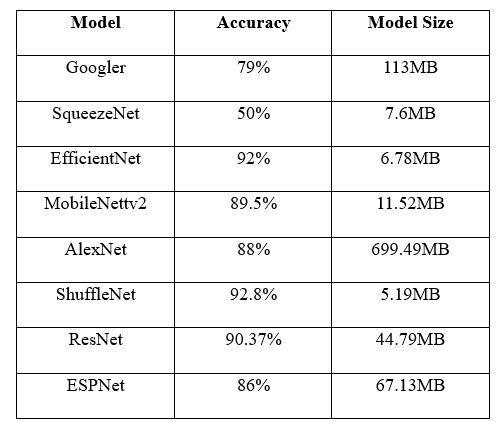 Model Accuracy Model Size
Googler 79% 113MB
SqueezeNet 50% 7.6MB
EfficientNet 92% 6.78MB
MobileNettv2 89.5% 11.52MB
AlexNet 88% 699.49MB
ShuffleNet 92.8% 5.19MB
ResNet 90.37% 44.79MB
ESPNet 86% 67.13MB